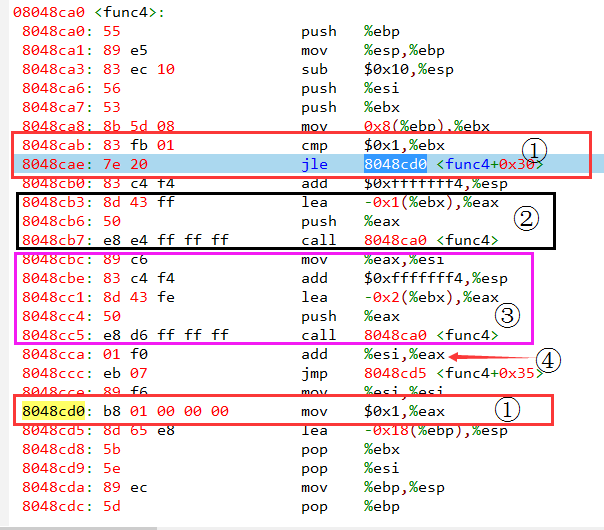 08048ca0 <func4>:
8048ca0: 55 push %ebp
8048ca1: 89 e5 mov %esp,%ebp
8048ca3: 83 ec 10 sub $0x10,%esp
8048ca6: 56 push %esi
8048ca7: 53 push %ebx
8048ca8: 8b 5d 08 mov 0x8(%ebp),%ebx
8048cab: 83 fb 01 cmp $0x1,%ebx ①
8048cae: 7e 20 jle 8048cd0 <func4+0x30>
8048cb0: 83 c4 f4 add $0xfffffff4,%esp
8048cb3: 8d 43 ff lea -0x1(%ebx),%eax
8048cb6: 50 push %eax ②
8048cb7: e8 e4 ff ff ff call 8048ca0 <func4>
8048cbc: 89 c6 mov %eax,%esi
8048cbe: 83 c4 f4 add $0xfffffff4,%esp
8048cc1: 8d 43 fe lea -0x2(%ebx),%eax
8048cc4: 50 push %eax ③
8048cc5: e8 d6 ff ff ff call 8048ca0 <func4>
8048cca: 01 f0 add %esi,%eax ④
8048ccc: eb 07 jmp 8048cd5 <func4+0x35>
8048cce: 89 f6 mov %esi,%esi
8048cd0: b8 01 00 00 00 mov $0x1,%eax ①
8048cd5: 8d 65 e8 lea -0x18(%ebp),%esp
8048cd8: 5b pop %ebx
8048cd9: 5e pop %esi
8048cda: 89 ec mov %ebp,%esp
8048cdc: 5d pop %ebp